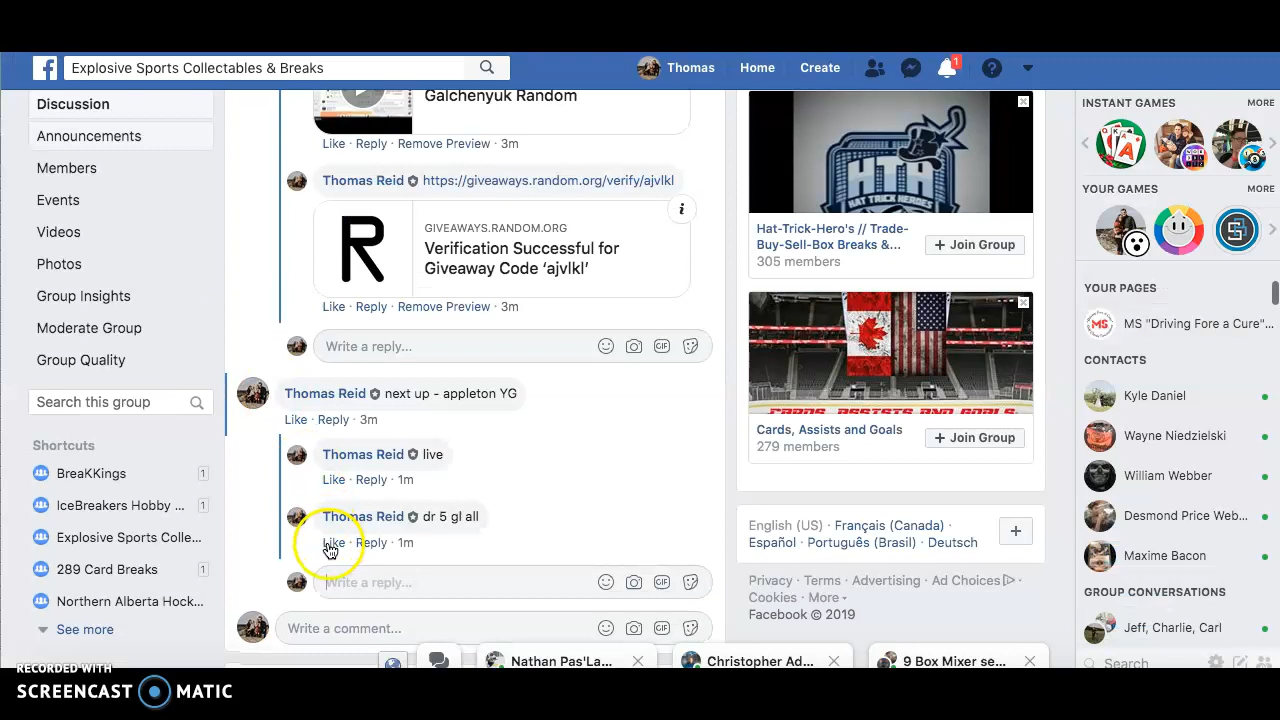 Explosive Sports Collectables & Breaks
Thomas
Home
Create
1
Discussion
Announcements
Members
Events
Videos
Photos
Group Insights
Moderate Group
Group Quality
Search this group
Shortcuts
BreaKKings 1
IceBreakers Hobby ... 1
Explosive Sports Colle...
289 Card Breaks 1
Northern Alberta Hock...
See more
Galchenyuk Random
Like · Reply · Remove Preview · 3m
Thomas Reid https://giveaways.random.org/verify/ajvlkl
R
GIVEAWAYS.RANDOM.ORG
Verification Successful for
Giveaway Code ‘ajvlkl’
Like · Reply · Remove Preview · 3m
Write a reply...
Thomas Reid next up - appleton YG
Like · Reply · 3m
Thomas Reid live
Like · Reply · 1m
Thomas Reid dr 5 gl all
Like · Reply · 1m
Write a reply...
Write a comment...
HTH
HAT TRICK HEROES
Hat-Trick-Hero's // Trade-
Buy-Sell-Box Breaks &...
305 members
+ Join Group
CARDS, ASSISTS AND GOALS
Cards, Assists and Goals
279 members
+ Join Group
English (US) · Français (Canada) ·
Español · Português (Brasil) · Deutsch
Privacy · Terms · Advertising · Ad Choices ·
Cookies · More
Facebook © 2019
INSTANT GAMES MORE
YOUR GAMES MORE
YOUR PAGES
MS "Driving Fore a Cure"...
CONTACTS
Kyle Daniel
Wayne Niedzielski
William Webber
Desmond Price Web...
Maxime Bacon
GROUP CONVERSATIONS
Jeff, Charlie, Carl
Search
Nathan Pas'La...
Christopher Ad...
9 Box Mixer se...
RECORDED WITH
SCREENCAST MATIC